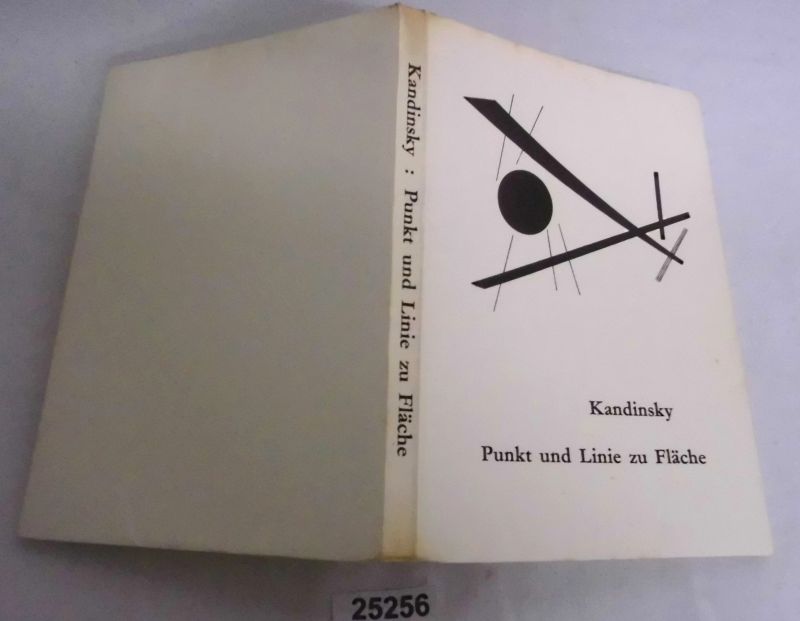 Kandinsky : Punkt und Linie zu Fläche
Kandinsky
Punkt und Linie zu Fläche
25256